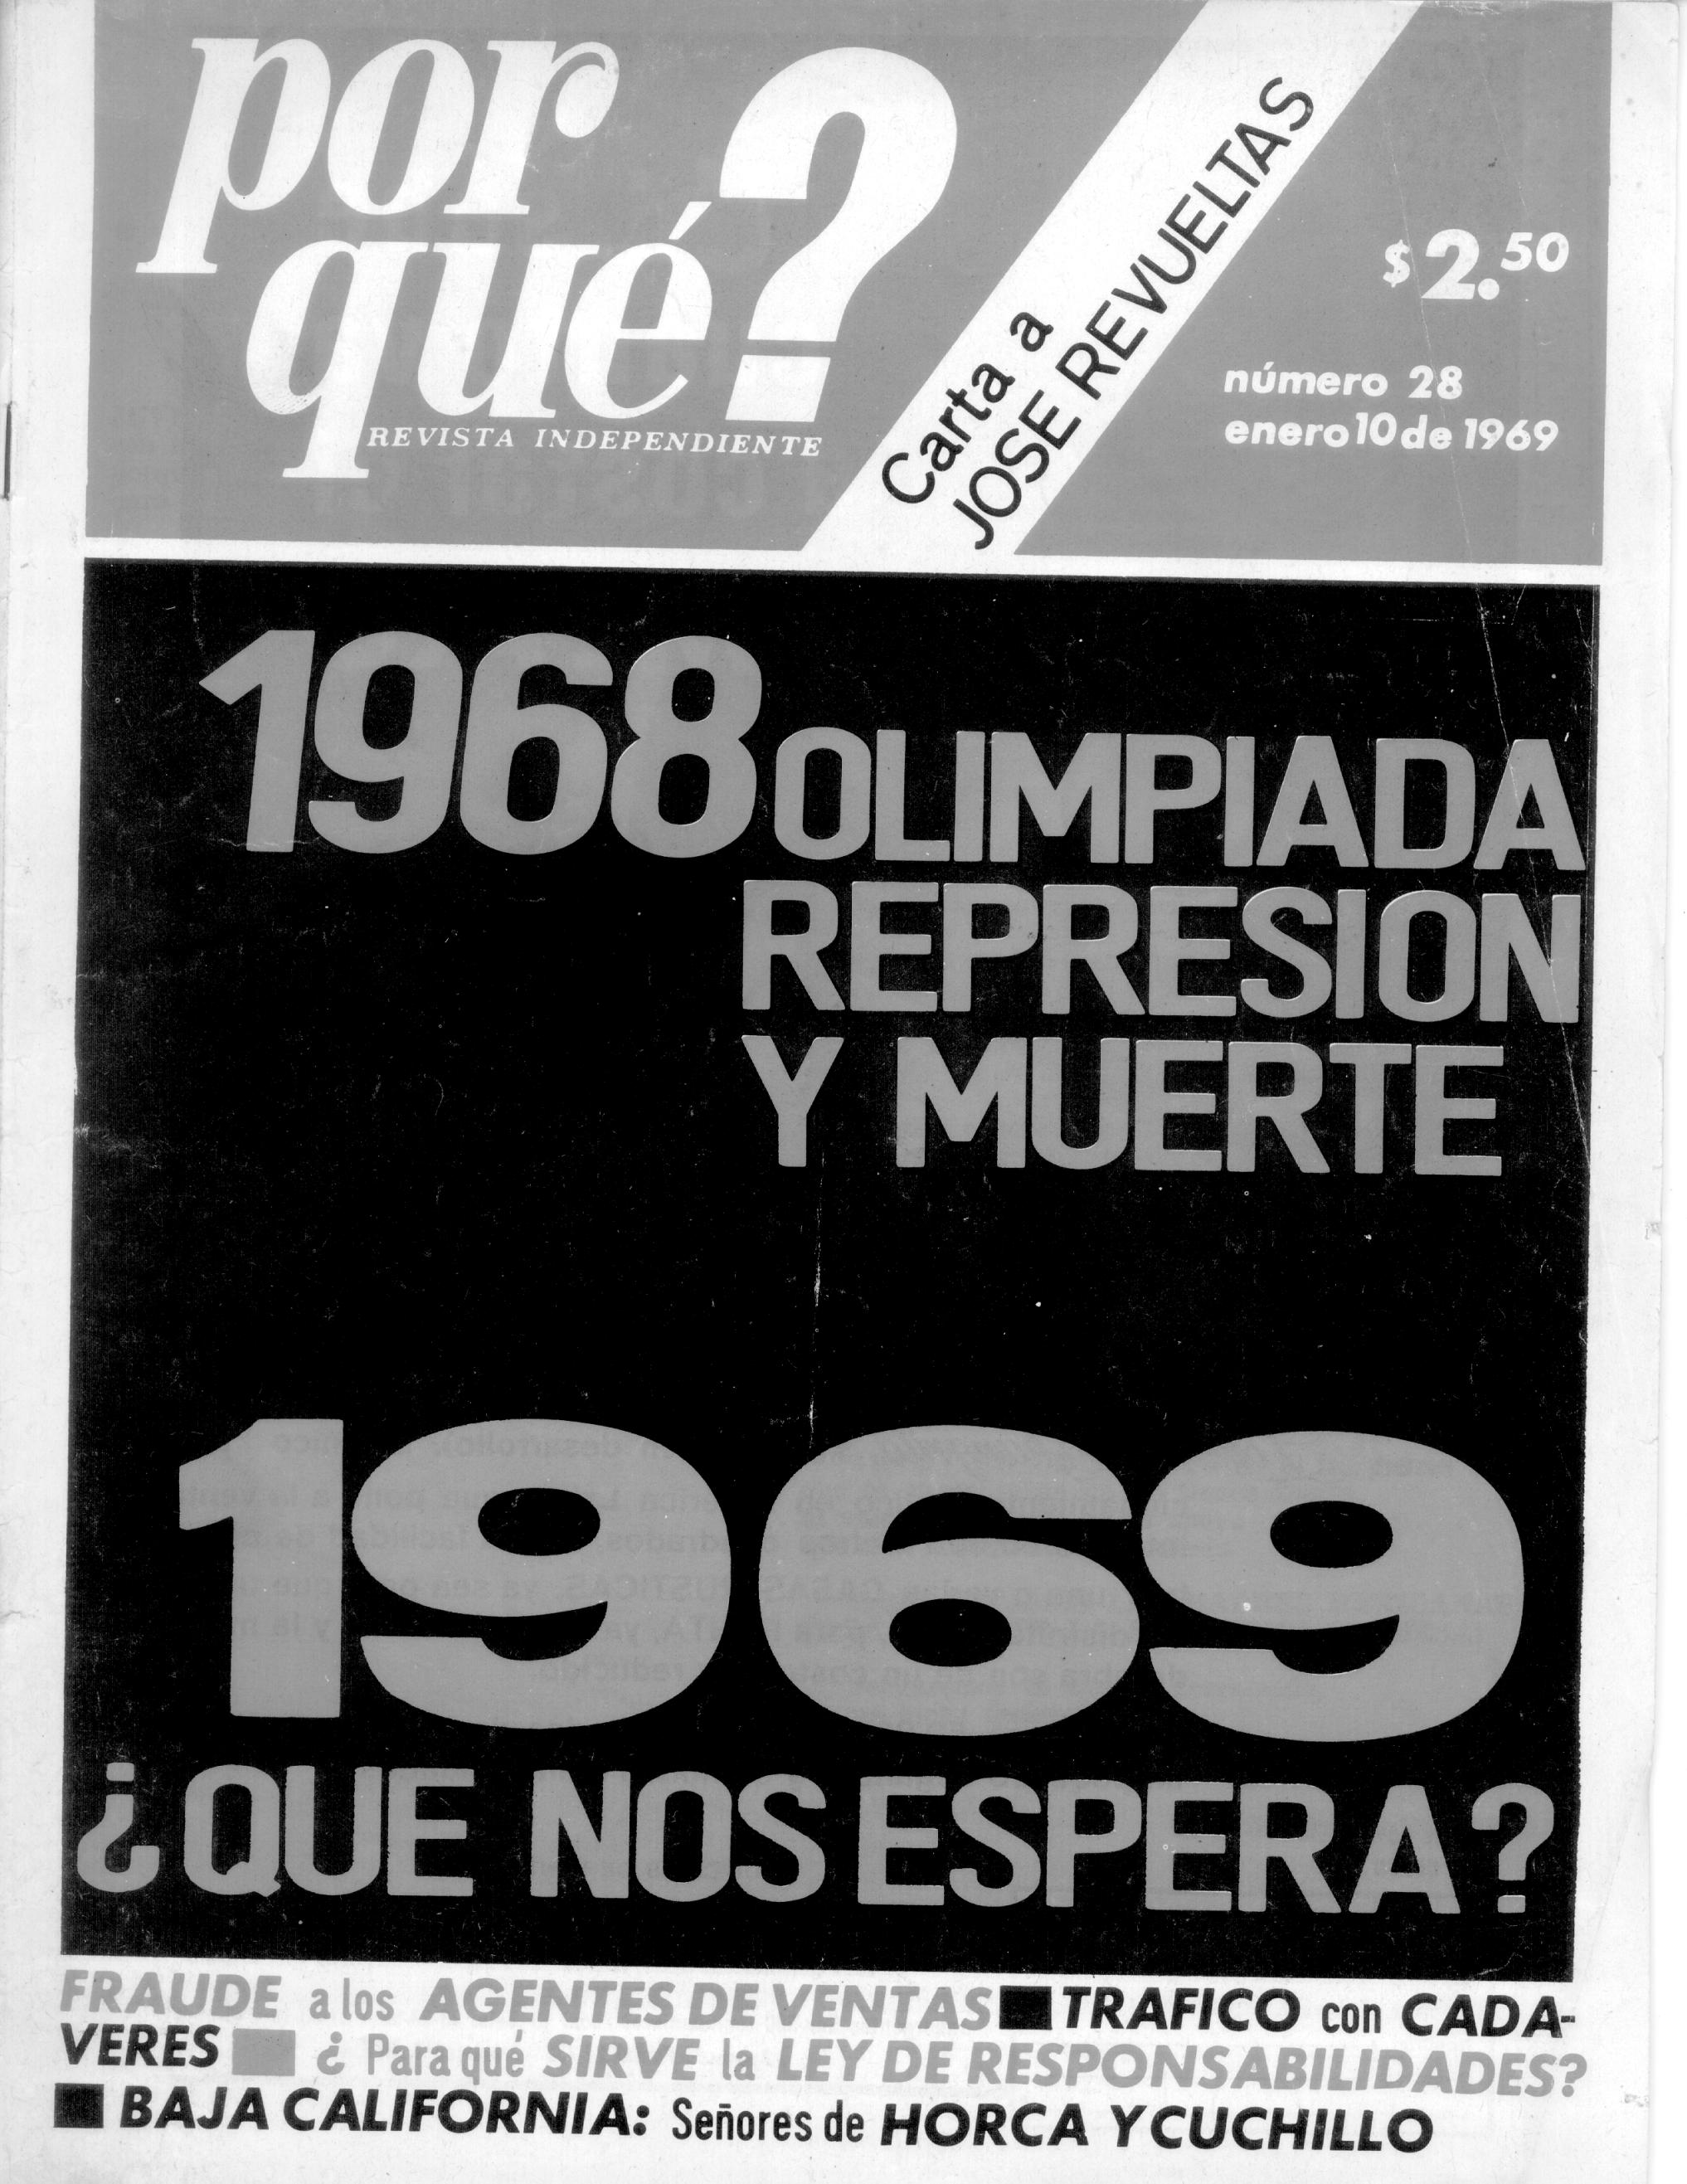 por
qué?
REVISTA INDEPENDIENTE
Carta a
JOSE REVUELTAS
$2.50
número 28
enero 10 de 1969
1968 OLIMPIADA
REPRESION
Y MUERTE
1969
¿QUE NOS ESPERA?
FRAUDE a los AGENTES DE VENTAS ■ TRAFICO con CADA-
VERES ■ ¿Para qué SIRVE la LEY DE RESPONSABILIDADES?
■ BAJA CALIFORNIA: Señores de HORCA Y CUCHILLO